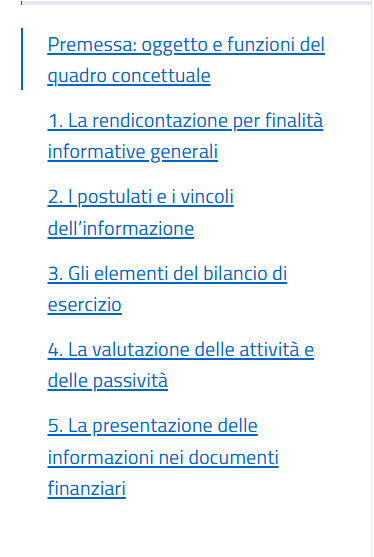 Premessa: oggetto e funzioni del
quadro concettuale
1. La rendicontazione per finalità
informative generali
2. I postulati e i vincoli
dell’informazione
3. Gli elementi del bilancio di
esercizio
4. La valutazione delle attività e
delle passività
5. La presentazione delle
informazioni nei documenti
finanziari